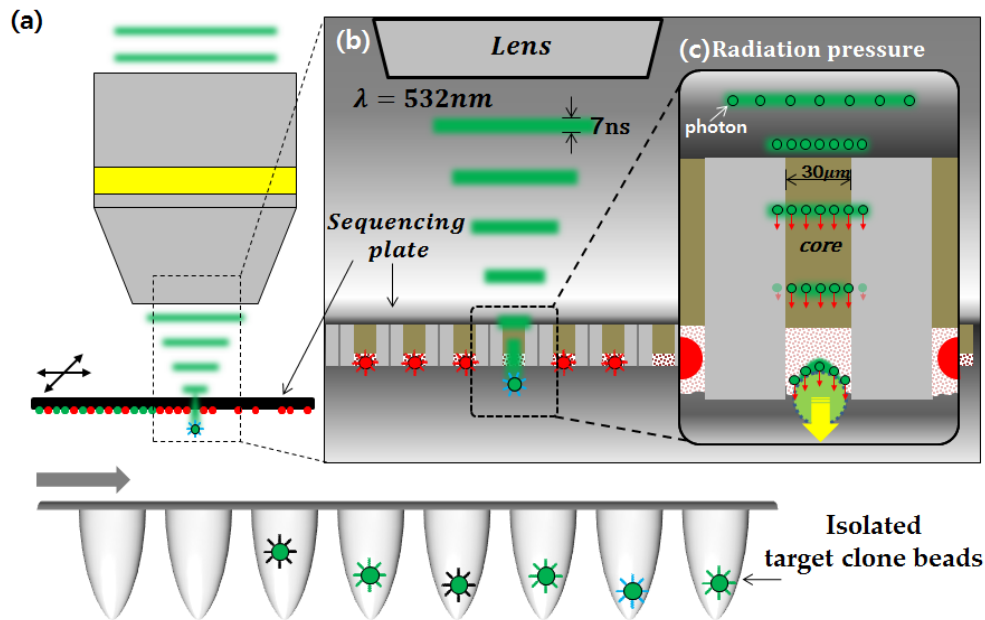 (a)
(b)
Lens
(c)Radiation pressure
λ = 532nm
7ns
photon
30μm
core
Sequencing
plate
Isolated
target clone beads